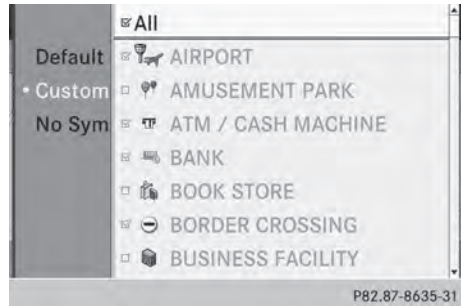 All
Default
AIRPORT
Custom
AMUSEMENT PARK
No Sym
ATM / CASH MACHINE
BANK
BOOK STORE
BORDER CROSSING
BUSINESS FACILITY
P82.87-8635-31